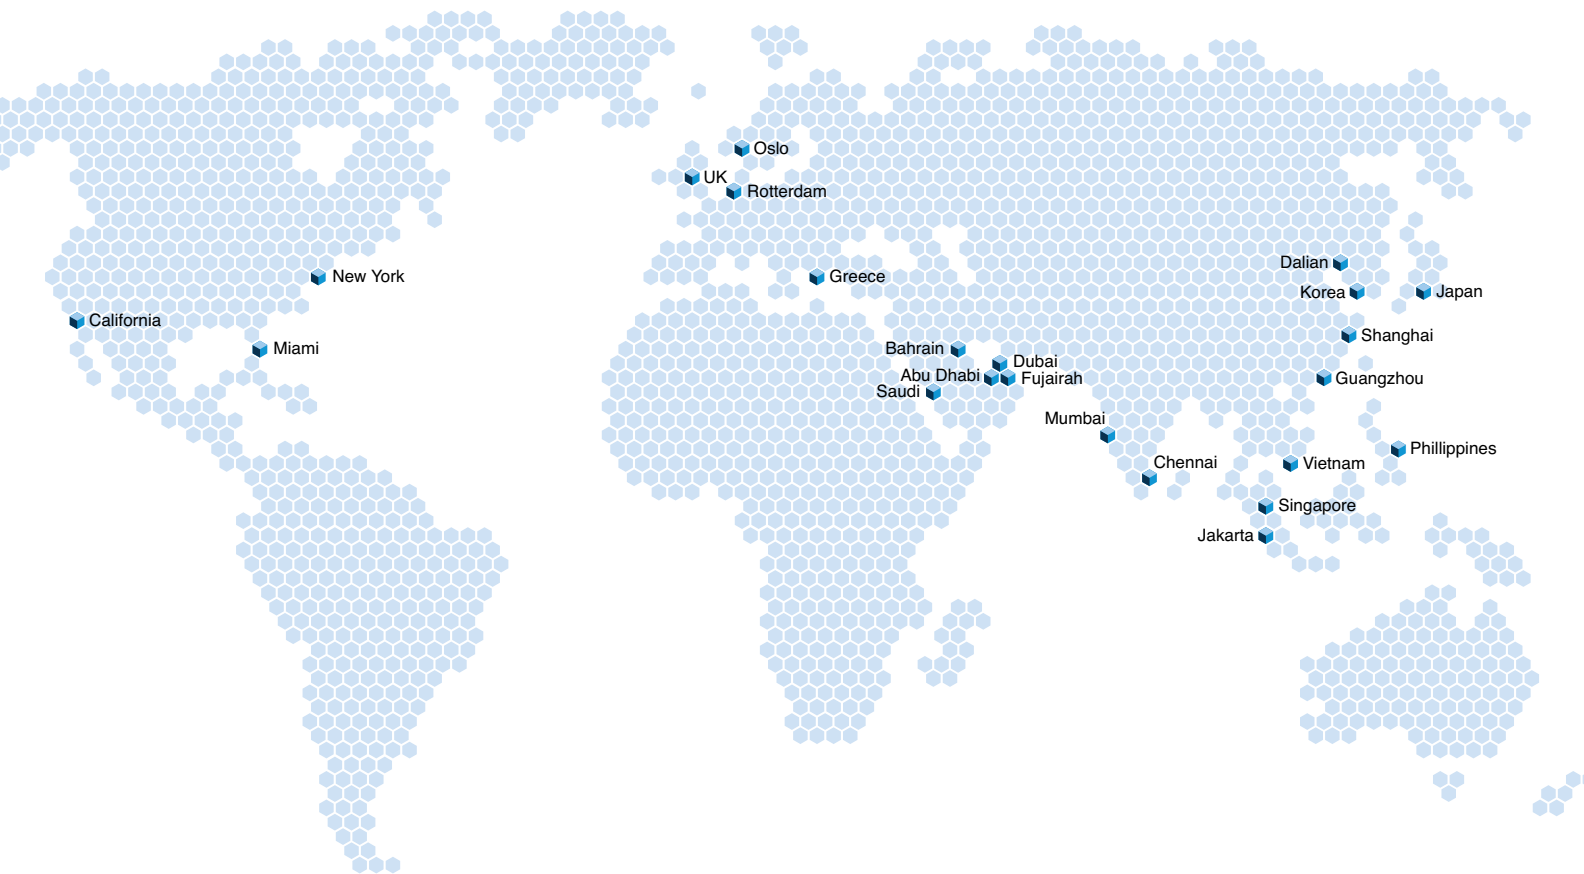 Oslo
UK
Rotterdam
New York
Greece
Dalian
Korea
Japan
California
Miami
Shanghai
Bahrain
Dubai
Abu Dhabi
Fujairah
Guangzhou
Saudi
Mumbai
Phillippines
Chennai
Vietnam
Singapore
Jakarta